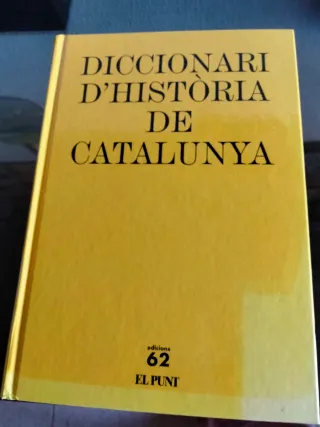 DICCIONARI
D'HISTÒRIA
DE
CATALUNYA
edicions
62
EL PUNT